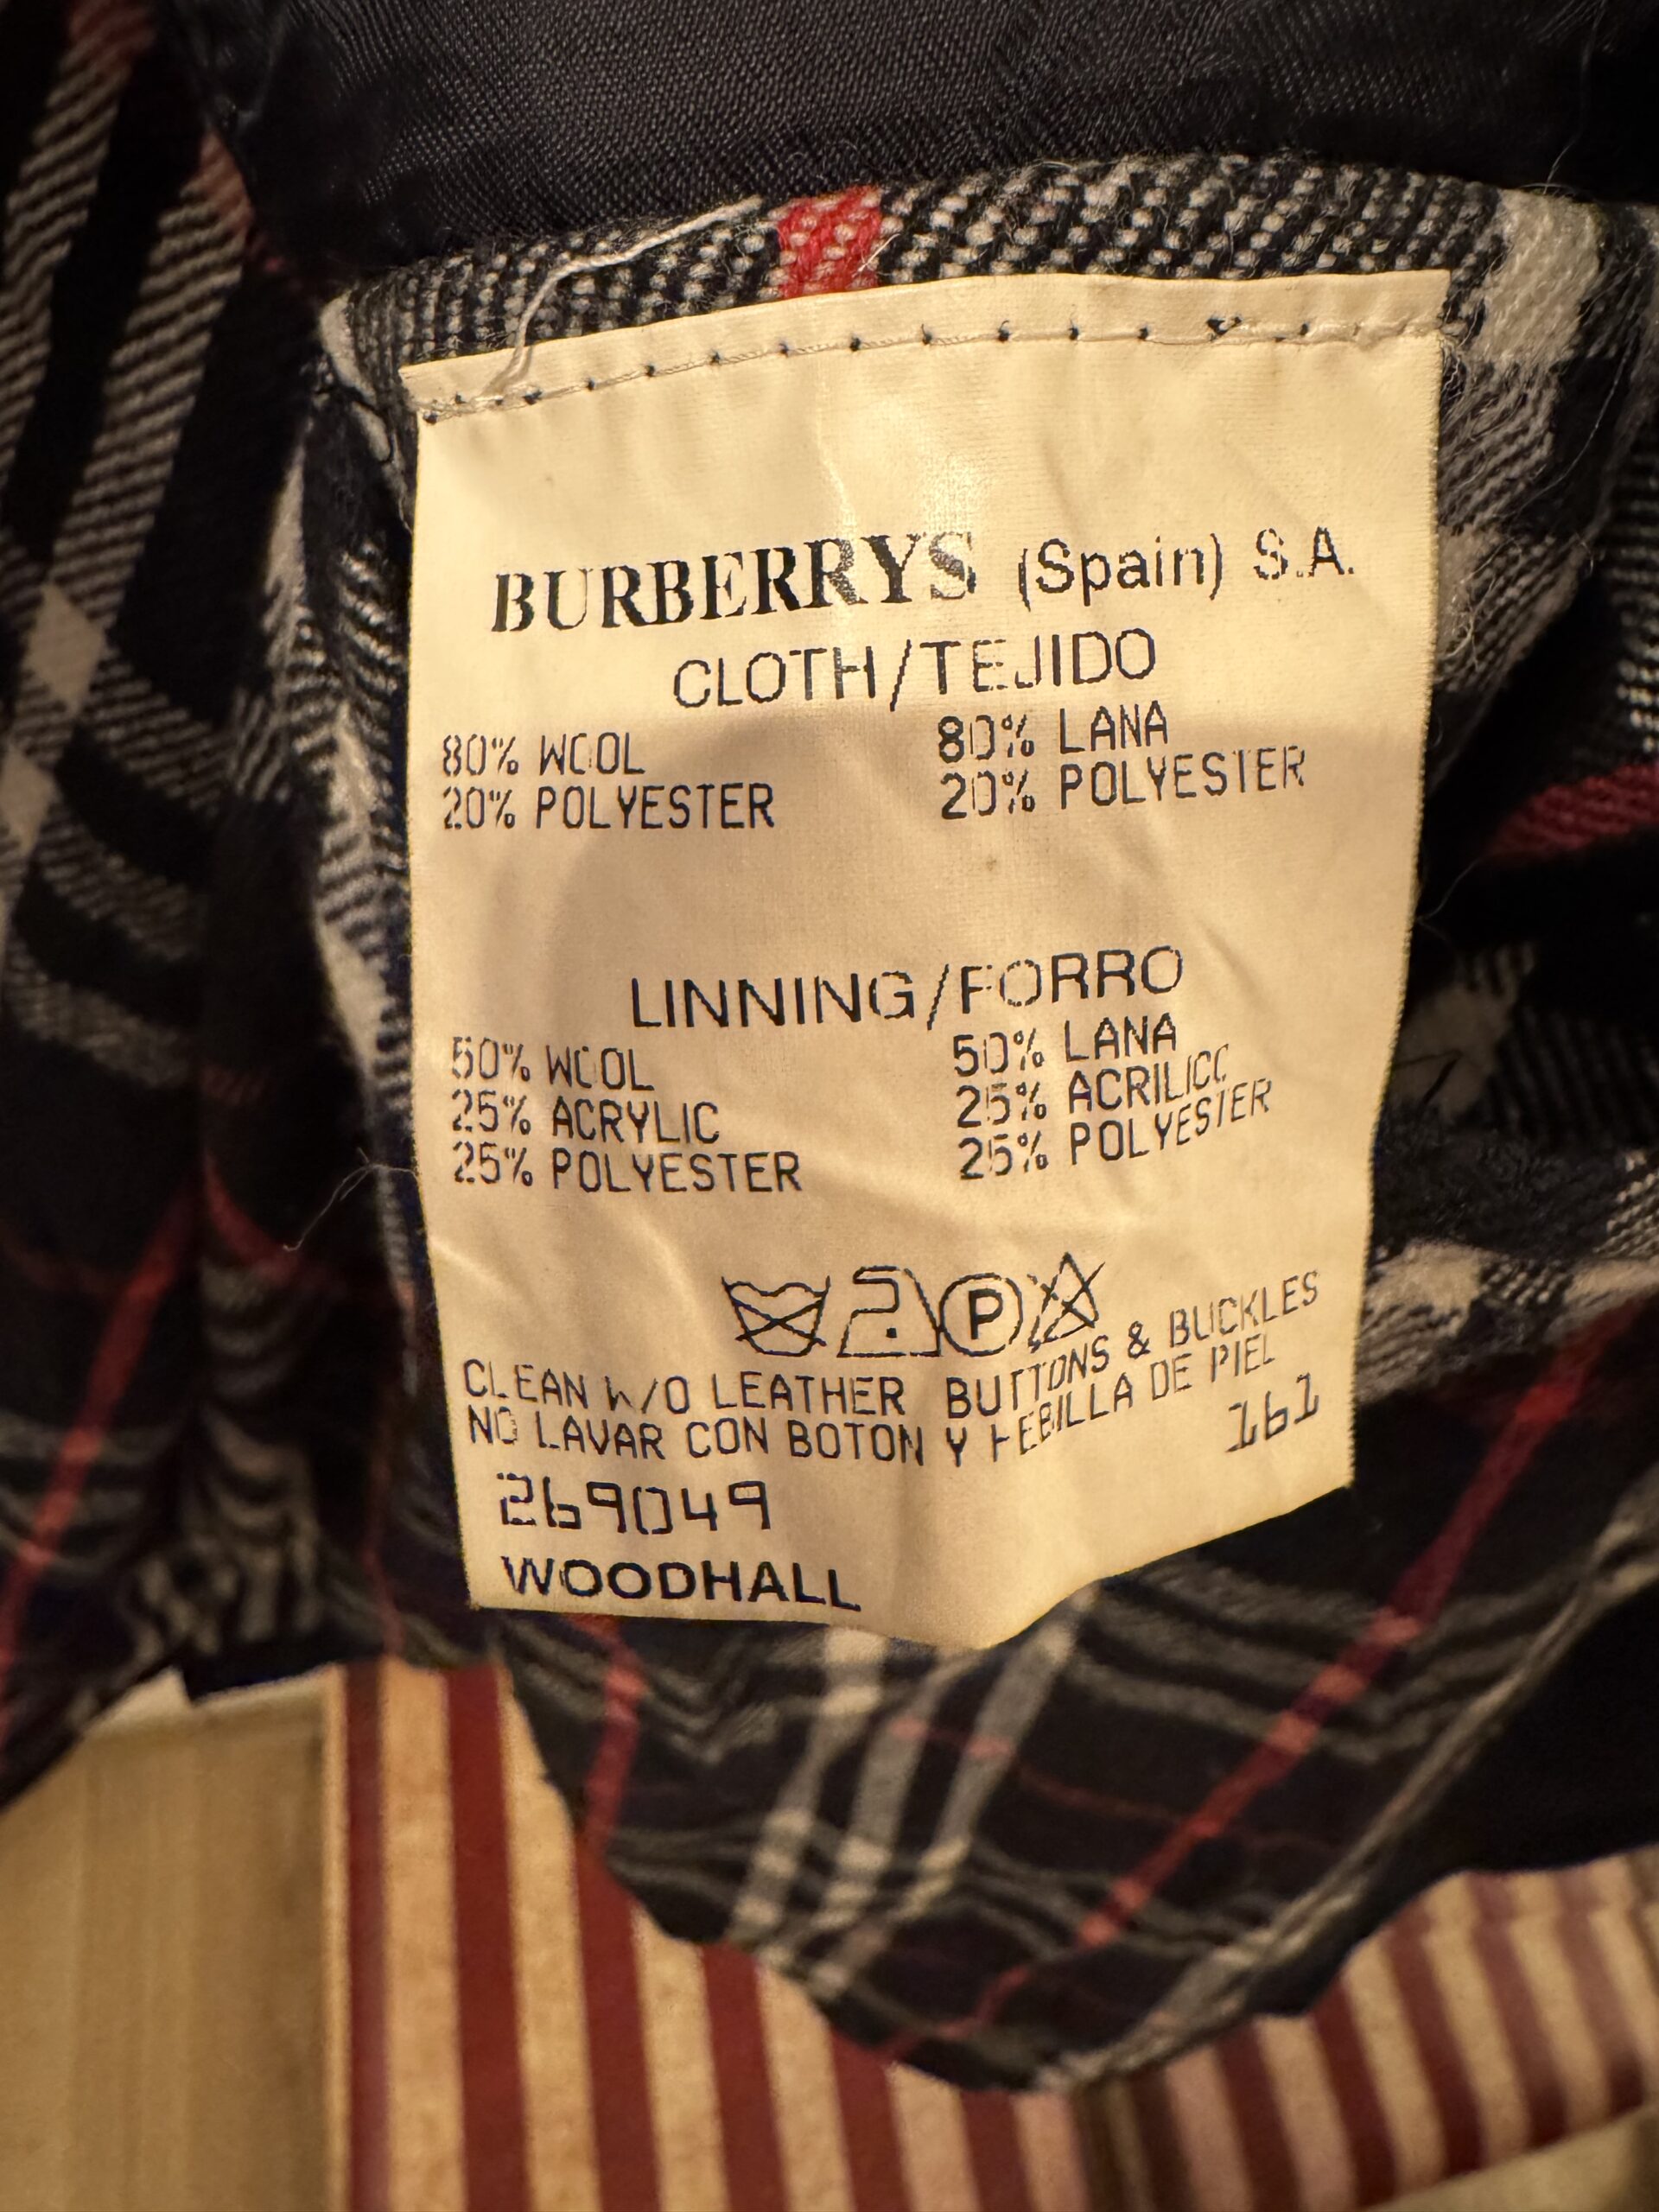 BURBERRYS (Spain) S.A.
CLOTH/TEJIDO
80% WOOL 80% LANA
20% POLYESTER 20% POLYESTER
LINNING/FORRO
50% WOOL 50% LANA
25% ACRYLIC 25% ACRILICO
25% POLYESTER 25% POLYESTER
P
CLEAN W/O LEATHER BUTTONS & BUCKLES
NO LAVAR CON BOTON Y HEBILLA DE PIEL
161
269049
WOODHALL